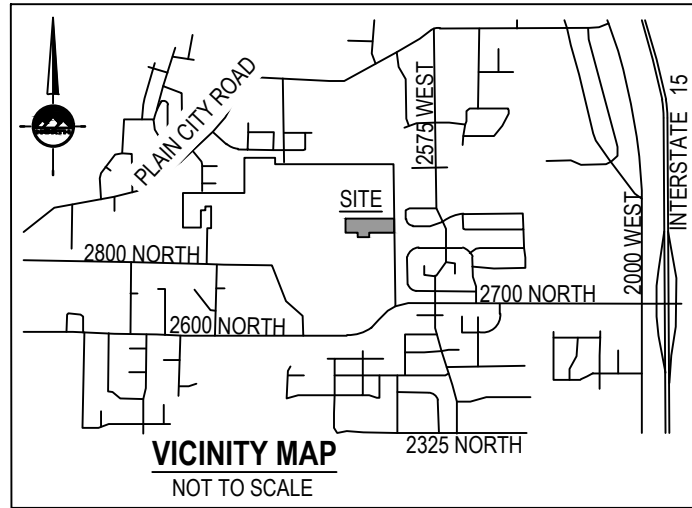 PLAIN CITY ROAD
2575 WEST
INTERSTATE 15
SITE
2800 NORTH
2000 WEST
2700 NORTH
2600 NORTH
2325 NORTH
VICINITY MAP
NOT TO SCALE